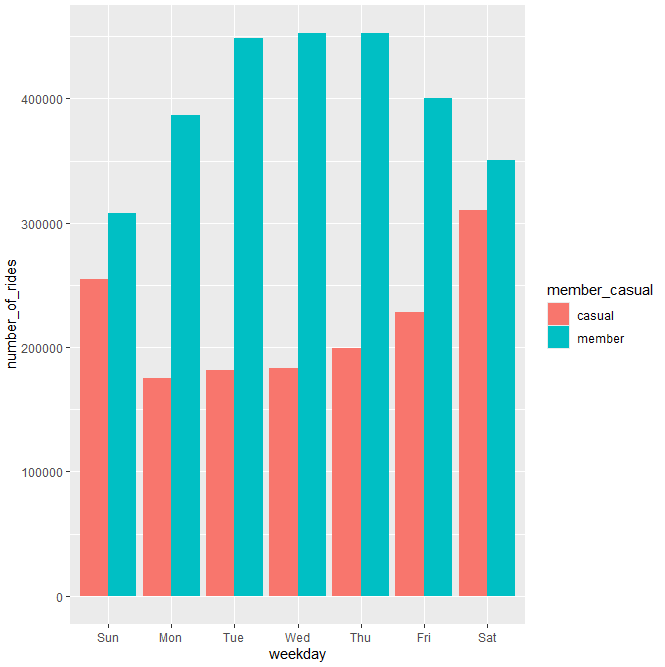 400000
300000
200000
100000
0
number_of_rides
Sun Mon Tue Wed Thu Fri Sat
weekday
member_casual
casual
member